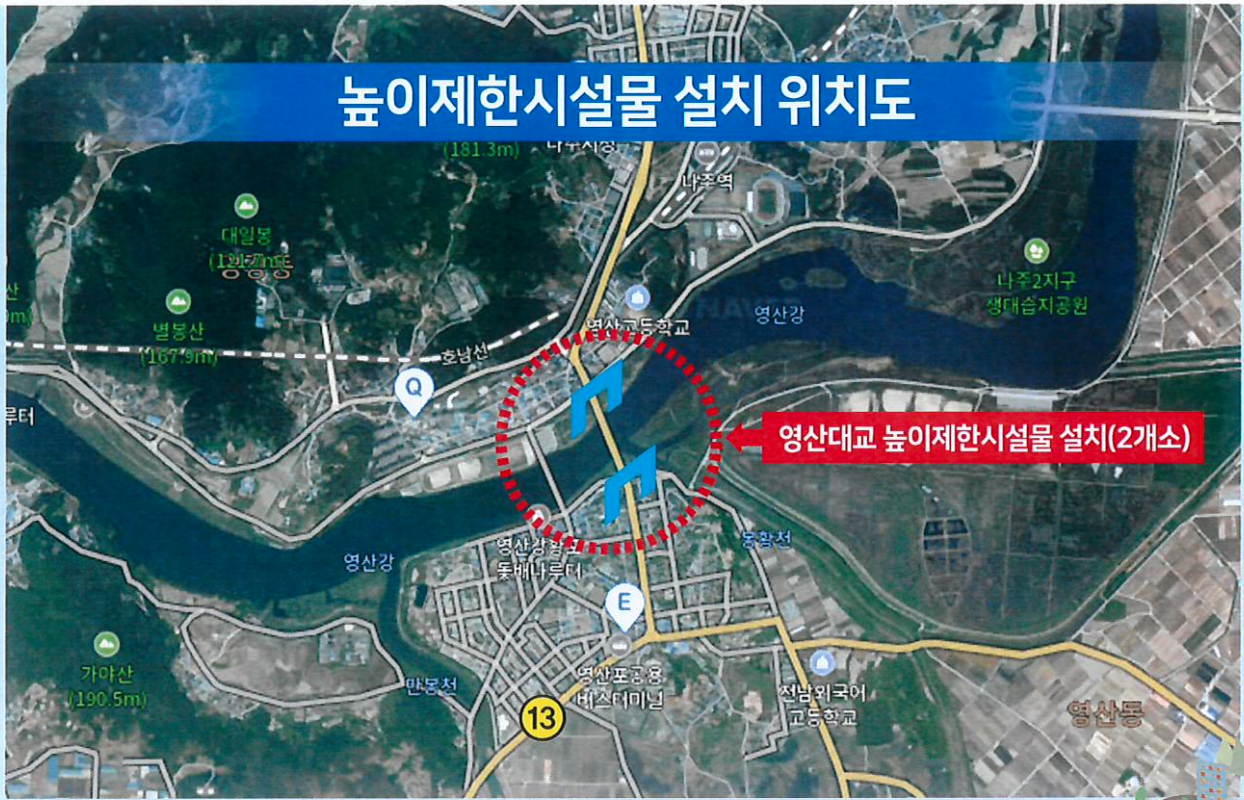 높이제한시설물 설치 위치도
(181.3m)
나주시청
나주역
대일봉
별봉산
(167.9m)
호남선
Q
영산고등학교
영산강
나주2지구
생태습지공원
루터
영산대교 높이제한시설물 설치(2개소)
영산강
영산강황포
돛배나루터
봉황천
E
가야산
(190.5m)
만봉천
영산포공용
버스터미널
13
전남외국어
고등학교
영산동